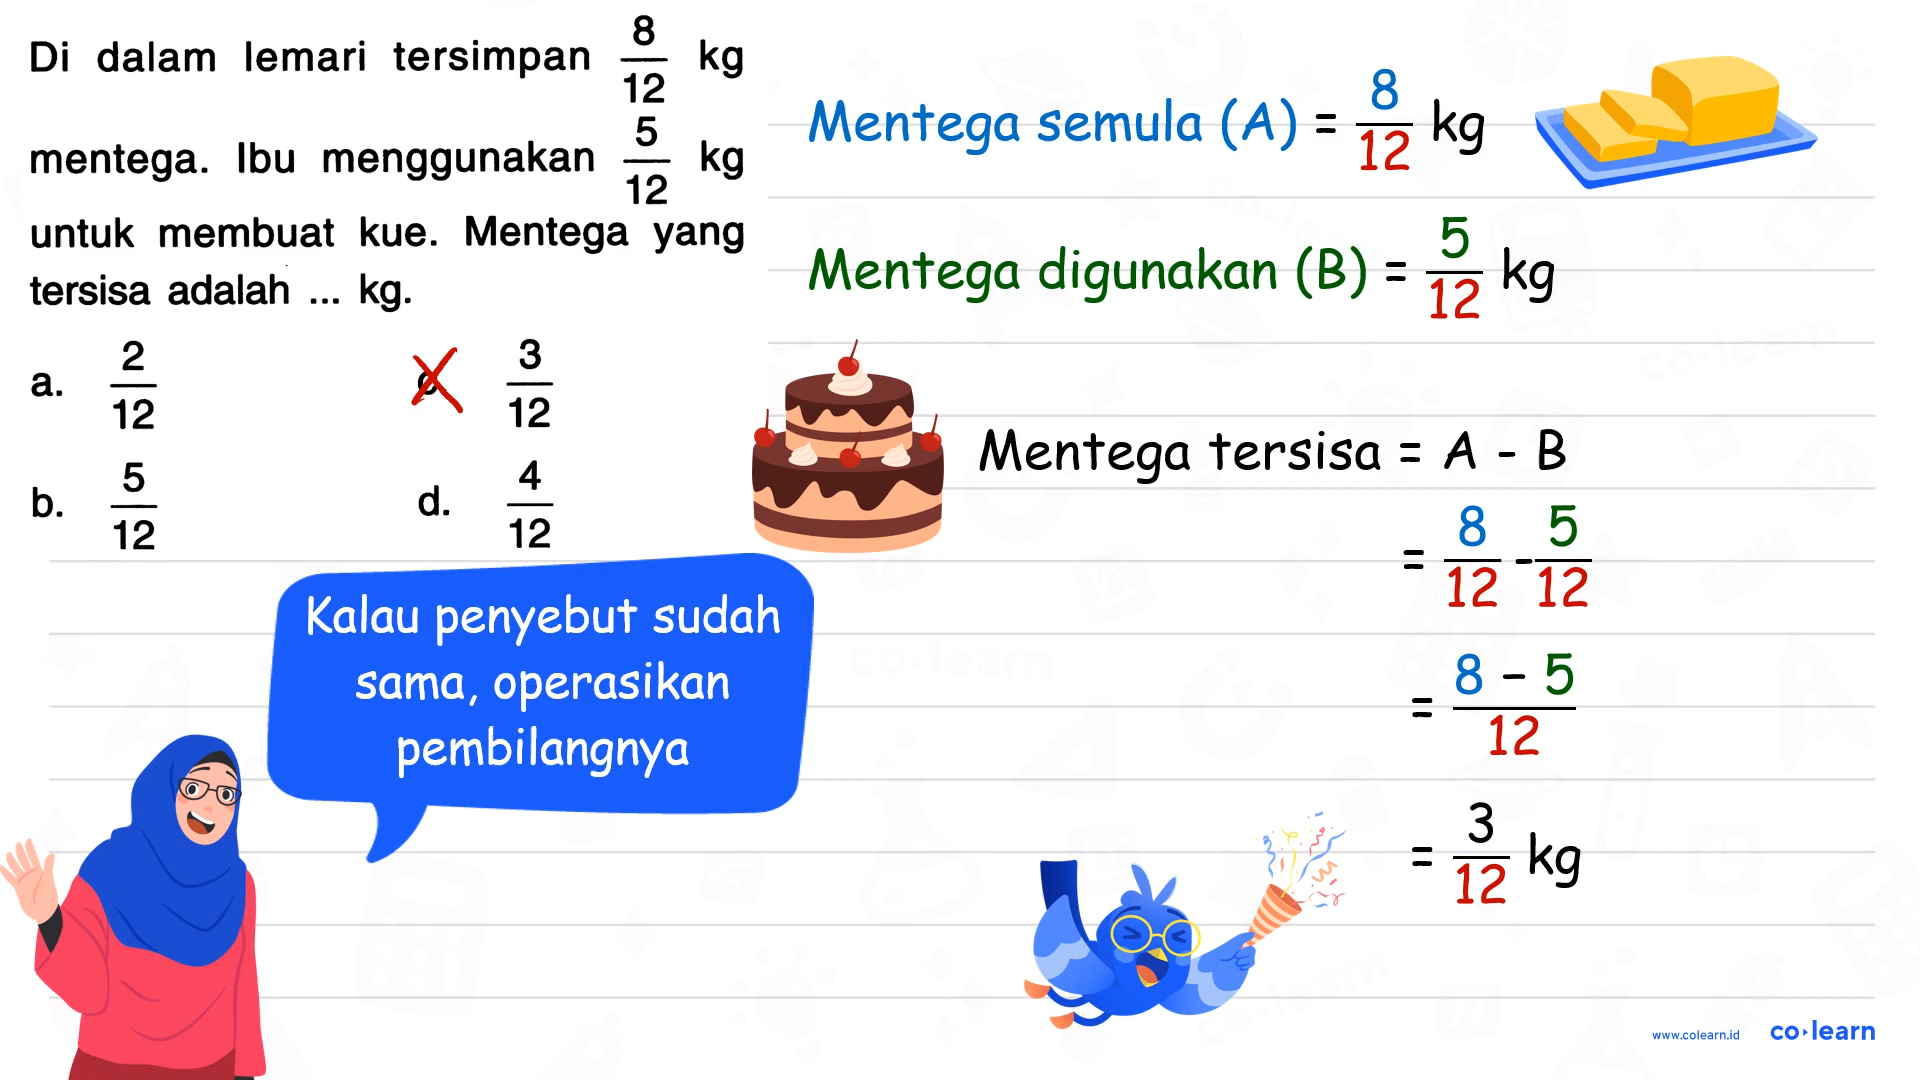 Di dalam lemari tersimpan 8/12 kg
mentega. Ibu menggunakan 5/12 kg
untuk membuat kue. Mentega yang
tersisa adalah ... kg.
a. 2/12 c. 3/12
b. 5/12 d. 4/12
Kalau penyebut sudah
sama, operasikan
pembilangnya
Mentega semula (A) = 8/12 kg
Mentega digunakan (B) = 5/12 kg
Mentega tersisa = A - B
= 8/12 - 5/12
= (8 - 5)/12
= 3/12 kg
co-learn
www.colearn.id co-learn